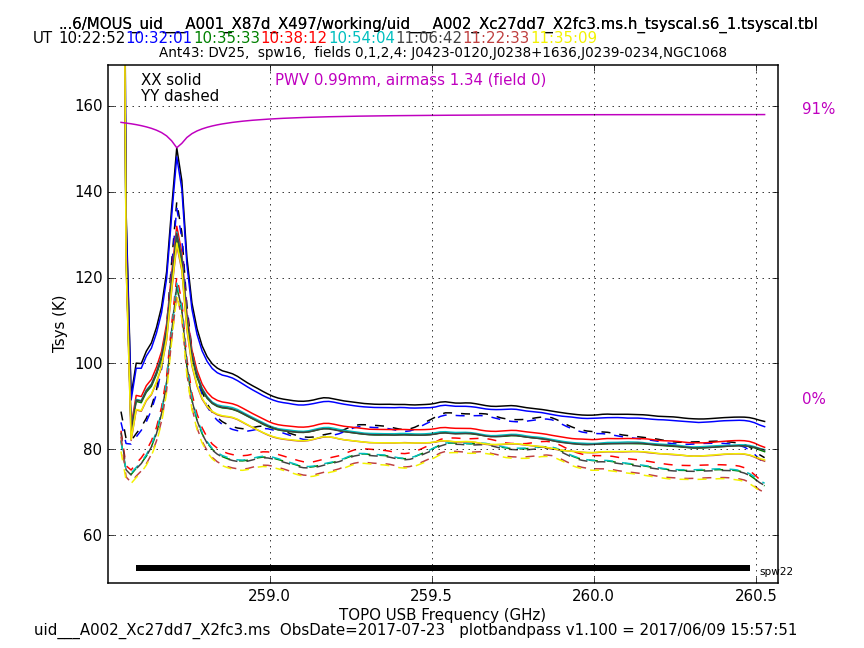 ...6/MOUS_uid___A001_X87d_X497/working/uid___A002_Xc27dd7_X2fc3.ms.h_tsyscal.s6_1.tsyscal.tbl
UT 10:22:52 10:32:01 10:35:33 10:38:12 10:54:04 11:06:42 11:22:33 11:35:09
Ant43: DV25, spw16, fields 0,1,2,4: J0423-0120,J0238+1636,J0239-0234,NGC1068
XX solid PWV 0.99mm, airmass 1.34 (field 0)
YY dashed
91%
0%
160
140
120
100
80
60
Tsys (K)
spw22
259.0 259.5 260.0 260.5
TOPO USB Frequency (GHz)
uid___A002_Xc27dd7_X2fc3.ms ObsDate=2017-07-23 plotbandpass v1.100 = 2017/06/09 15:57:51